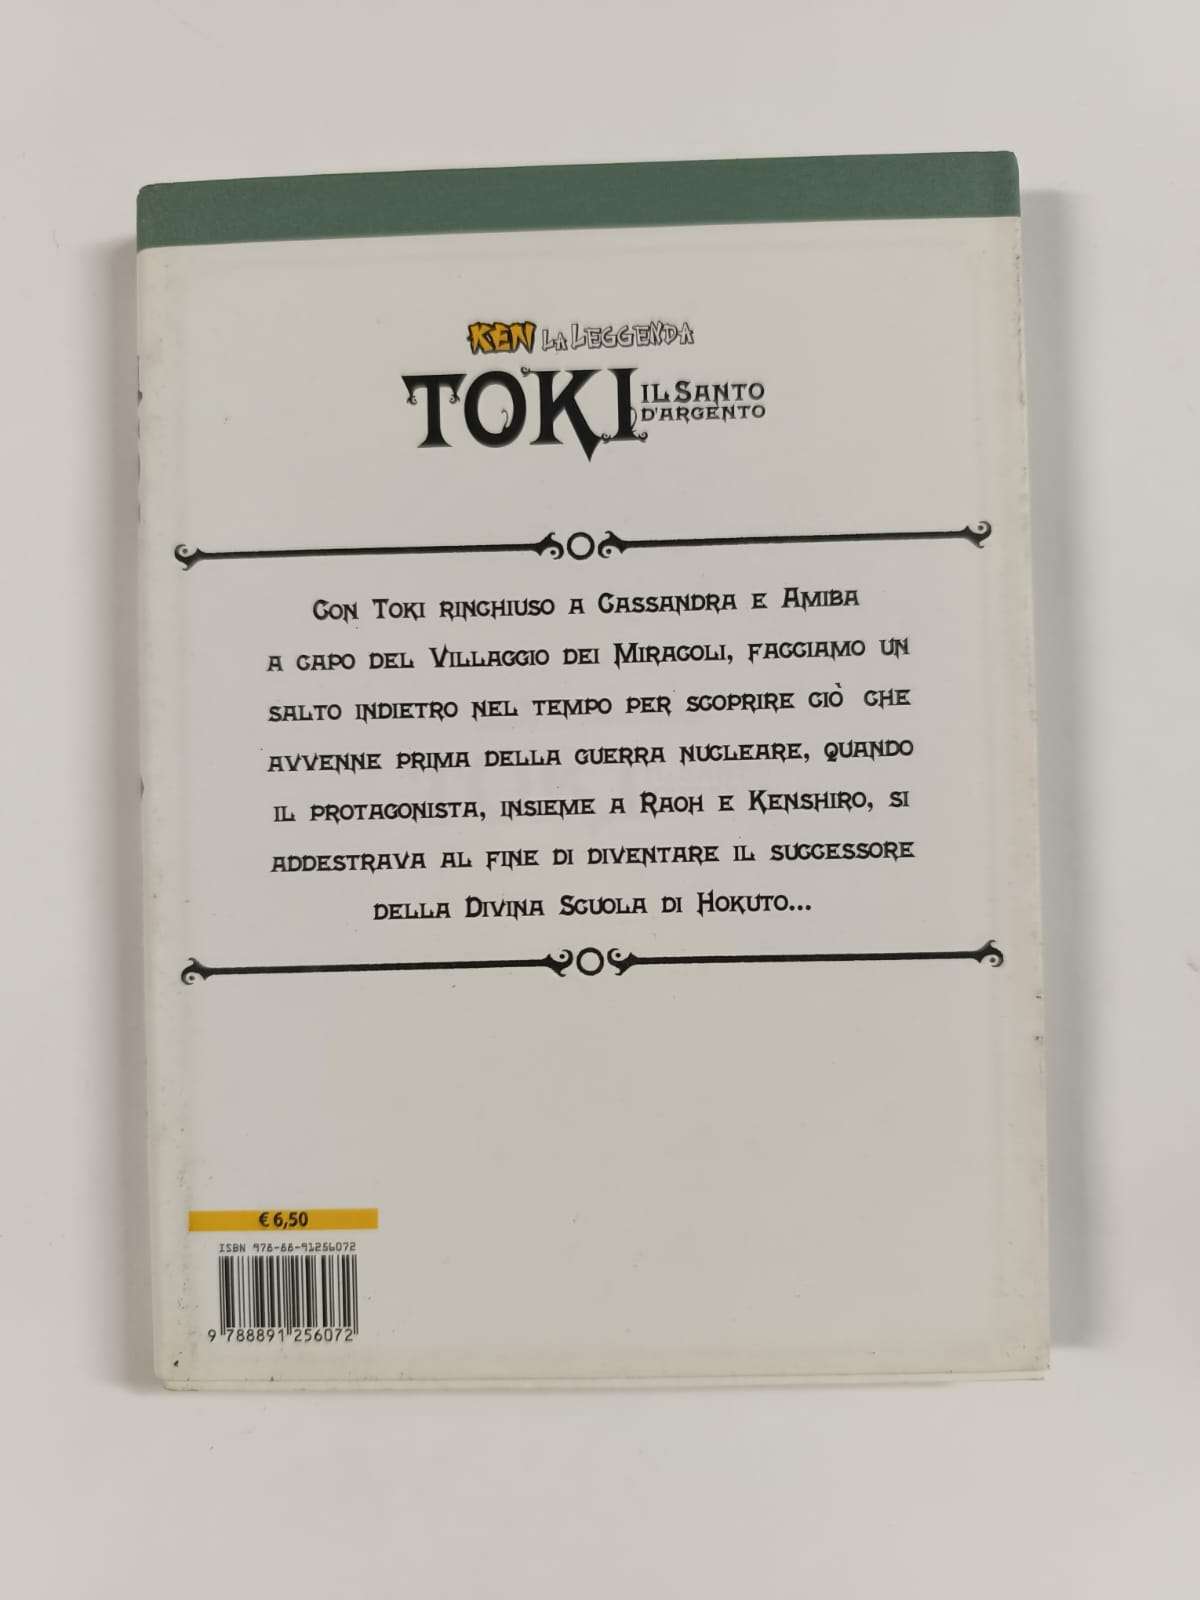 KEN LA LEGGENDA
TOKI IL SANTO
D'ARGENTO
CON TOKI RINCHIUSO A CASSANDRA E AMIBA
A CAPO DEL VILLAGGIO DEI MIRACOLI, FACCIAMO UN
SALTO INDIETRO NEL TEMPO PER SCOPRIRE CIÒ CHE
AVVENNE PRIMA DELLA GUERRA NUCLEARE, QUANDO
IL PROTAGONISTA, INSIEME A RAOH E KENSHIRO, SI
ADDESTRAVA AL FINE DI DIVENTARE IL SUCCESSORE
DELLA DIVINA SCUOLA DI HOKUTO...
€ 6,50
ISBN 978-88-91256072
9 788891 256072